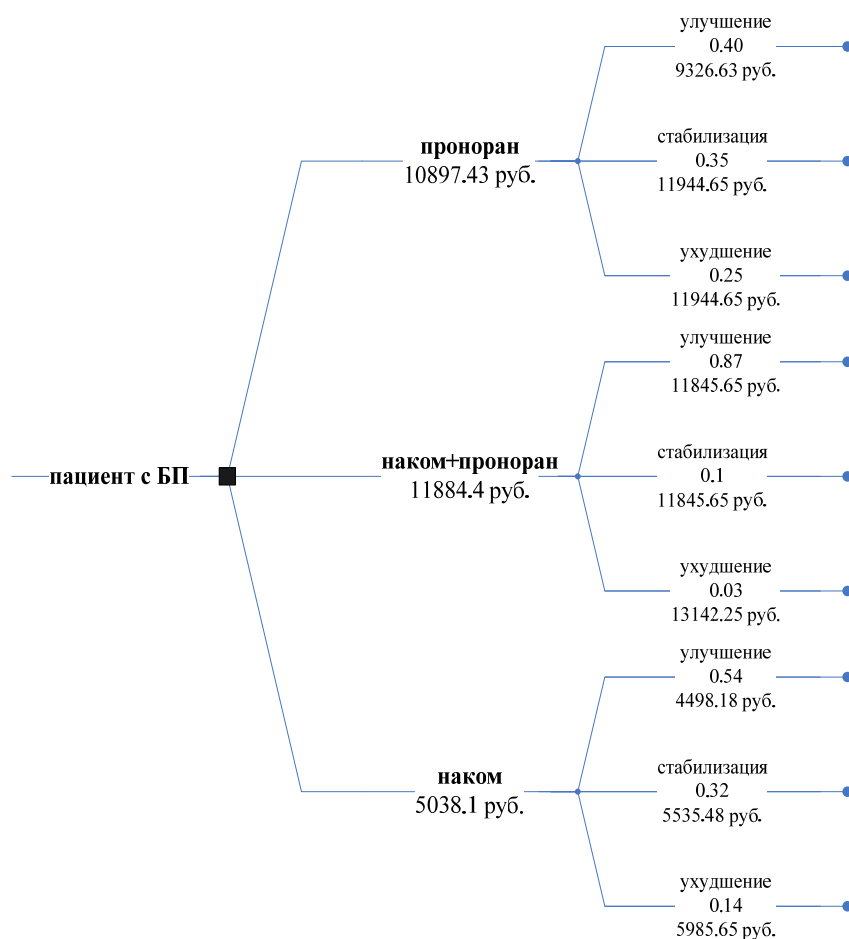 улучшение
0.40
9326.63 руб.
проноран
10897.43 руб.
стабилизация
0.35
11944.65 руб.
ухудшение
0.25
11944.65 руб.
улучшение
0.87
11845.65 руб.
пациент с БП
наком+проноран
11884.4 руб.
стабилизация
0.1
11845.65 руб.
ухудшение
0.03
13142.25 руб.
улучшение
0.54
4498.18 руб.
наком
5038.1 руб.
стабилизация
0.32
5535.48 руб.
ухудшение
0.14
5985.65 руб.